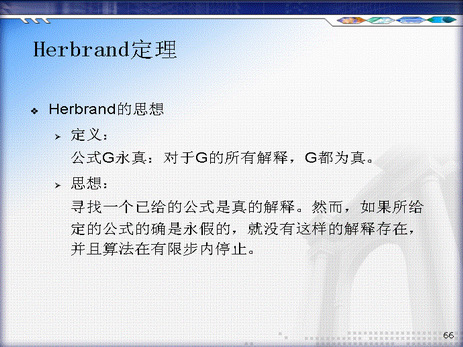 Herbrand定理
Herbrand的思想
定义：
公式G永真：对于G的所有解释，G都为真。
思想：
寻找一个已给的公式是真的解释。然而，如果所给
定的公式的确是永假的，就没有这样的解释存在，
并且算法在有限步内停止。
66